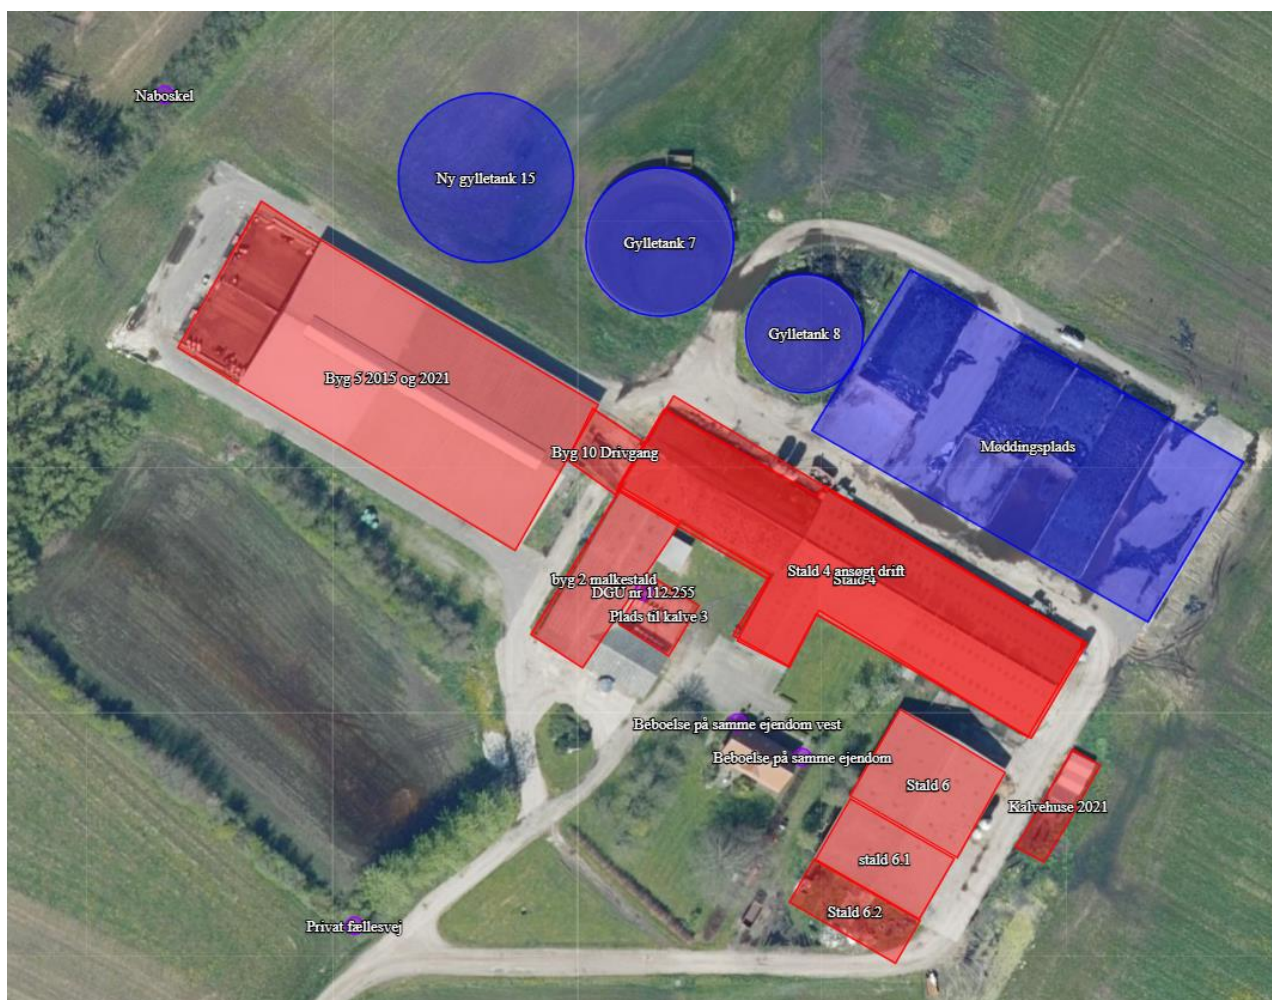 Naboskel
Ny gylletank 15
Gylletank 7
Gylletank 8
Byg 5 2015 og 2021
Byg 10 Drivgang
Møddingsplads
Stald 4 ansøgt drift
Stald 4
byg 2 malkestald
DGU nr 112.255
Plads til kalve 3
Beboelse på samme ejendom vest
Beboelse på samme ejendom
Stald 6
Kalvehuse 2021
stald 6.1
Stald 6.2
Privat fællesvej